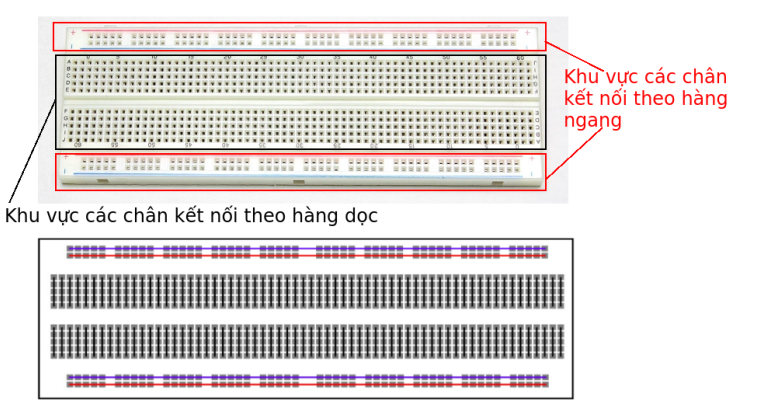 Khu vực các chân
kết nối theo hàng
ngang
Khu vực các chân kết nối theo hàng dọc